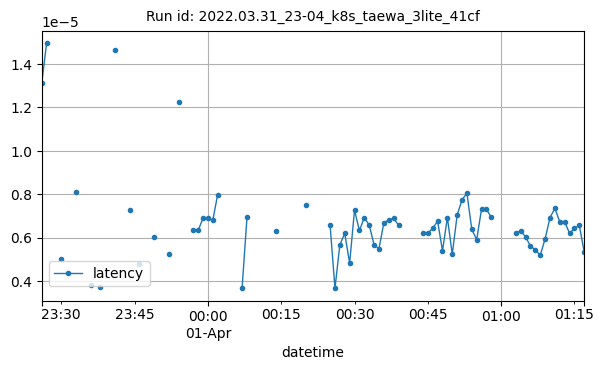 Run id: 2022.03.31_23-04_k8s_taewa_3lite_41cf
1e−5
1.4
1.2
1.0
0.8
0.6
0.4
latency
23:30 23:45 00:00 00:15 00:30 00:45 01:00 01:15
01-Apr
datetime